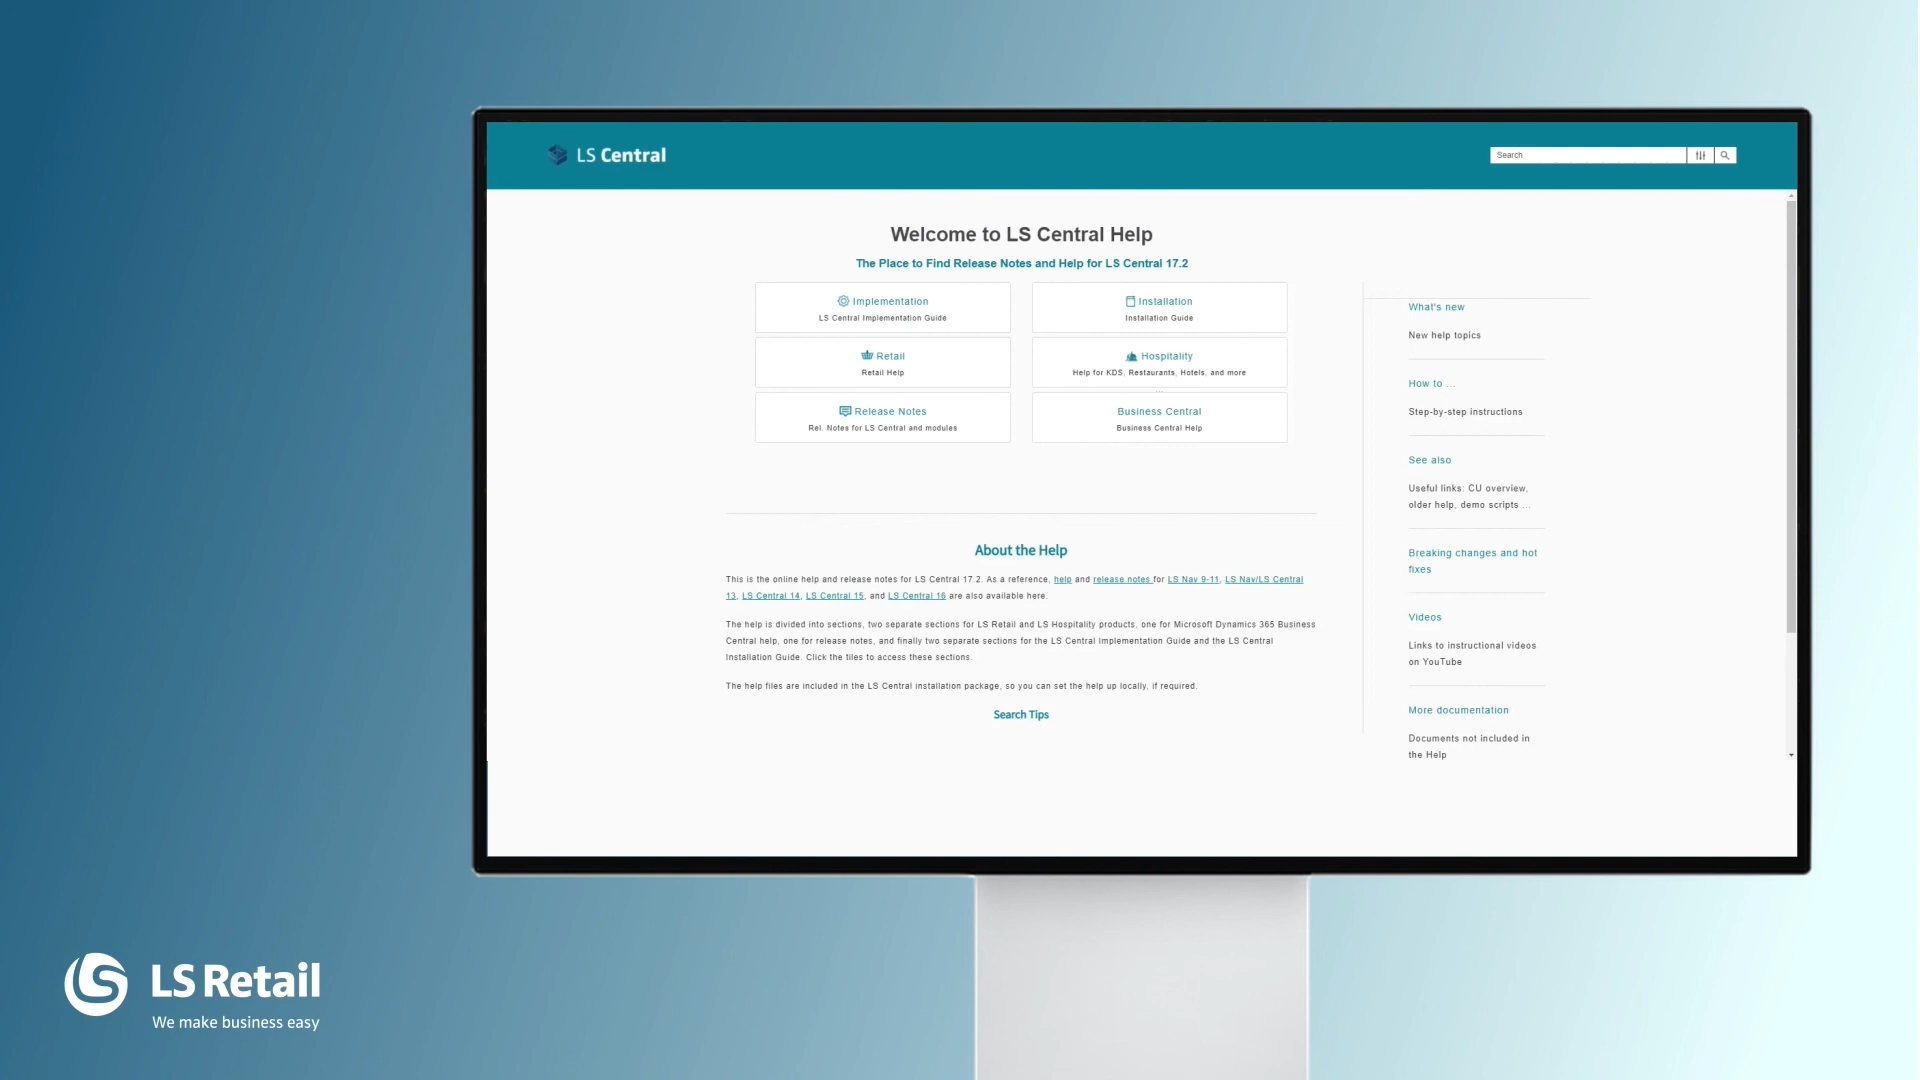 LS Central
Search
Welcome to LS Central Help
The Place to Find Release Notes and Help for LS Central 17.2
Implementation
LS Central Implementation Guide
Installation
Installation Guide
Retail
Retail Help
Hospitality
Help for KDS, Restaurants, Hotels, and more
...
Release Notes
Rel. Notes for LS Central and modules
Business Central
Business Central Help
About the Help
This is the online help and release notes for LS Central 17.2. As a reference, help and release notes for LS Nav 9-11, LS Nav/LS Central
13, LS Central 14, LS Central 15, and LS Central 16 are also available here.
The help is divided into sections, two separate sections for LS Retail and LS Hospitality products, one for Microsoft Dynamics 365 Business
Central help, one for release notes, and finally two separate sections for the LS Central Implementation Guide and the LS Central
Installation Guide. Click the tiles to access these sections.
The help files are included in the LS Central installation package, so you can set the help up locally, if required.
Search Tips
What's new
New help topics
How to ...
Step-by-step instructions
See also
Useful links: CU overview,
older help, demo scripts ...
Breaking changes and hot
fixes
Videos
Links to instructional videos
on YouTube
More documentation
Documents not included in
the Help
LS Retail
We make business easy